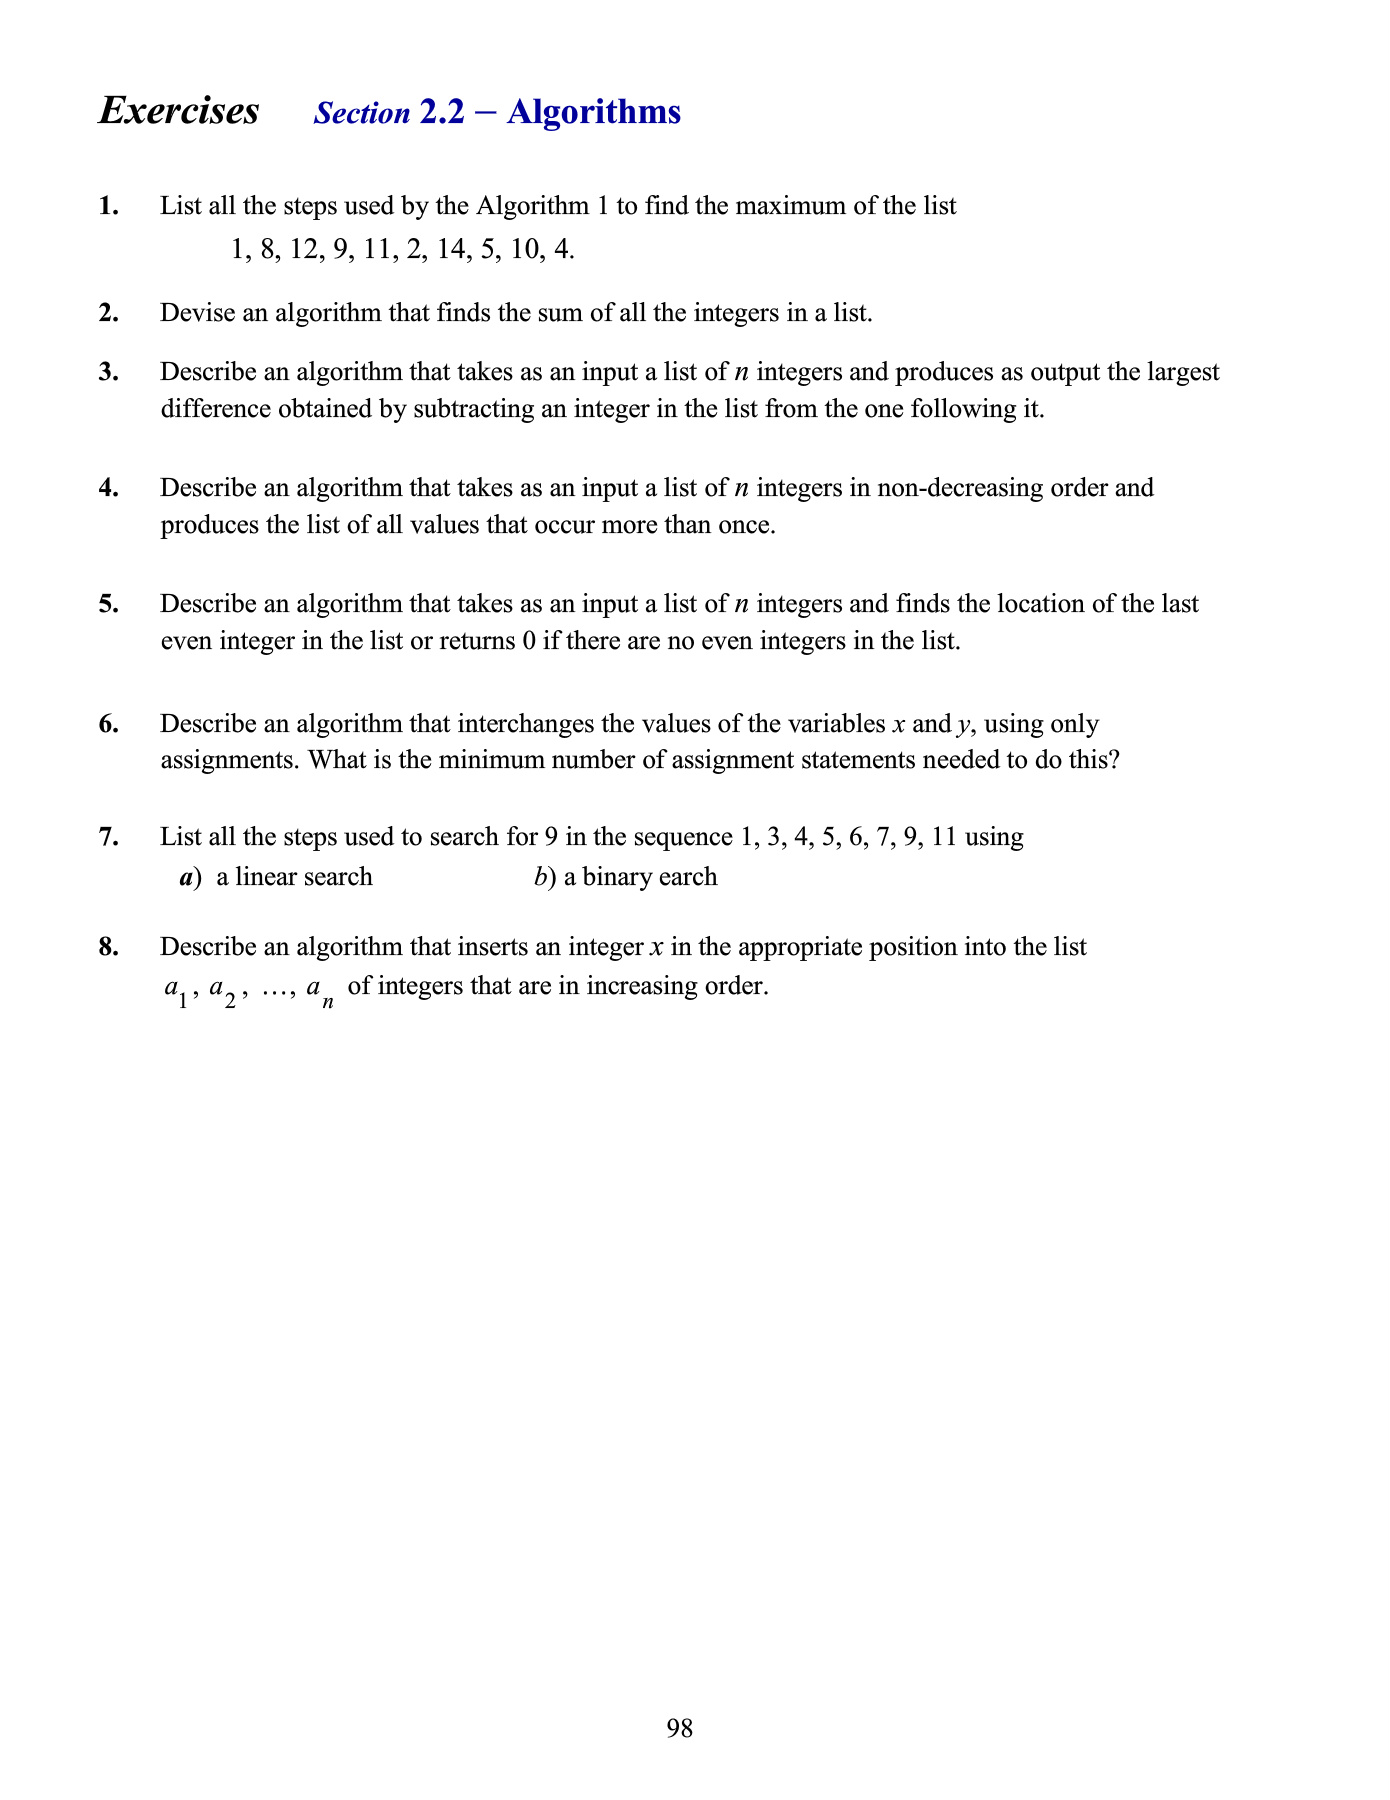 Exercises Section 2.2 – Algorithms
1. List all the steps used by the Algorithm 1 to find the maximum of the list
1, 8, 12, 9, 11, 2, 14, 5, 10, 4.
2. Devise an algorithm that finds the sum of all the integers in a list.
3. Describe an algorithm that takes as an input a list of n integers and produces as output the largest
difference obtained by subtracting an integer in the list from the one following it.
4. Describe an algorithm that takes as an input a list of n integers in non-decreasing order and
produces the list of all values that occur more than once.
5. Describe an algorithm that takes as an input a list of n integers and finds the location of the last
even integer in the list or returns 0 if there are no even integers in the list.
6. Describe an algorithm that interchanges the values of the variables x and y, using only
assignments. What is the minimum number of assignment statements needed to do this?
7. List all the steps used to search for 9 in the sequence 1, 3, 4, 5, 6, 7, 9, 11 using
a) a linear search b) a binary earch
8. Describe an algorithm that inserts an integer x in the appropriate position into the list
a₁, a₂, ..., aₙ of integers that are in increasing order.
98